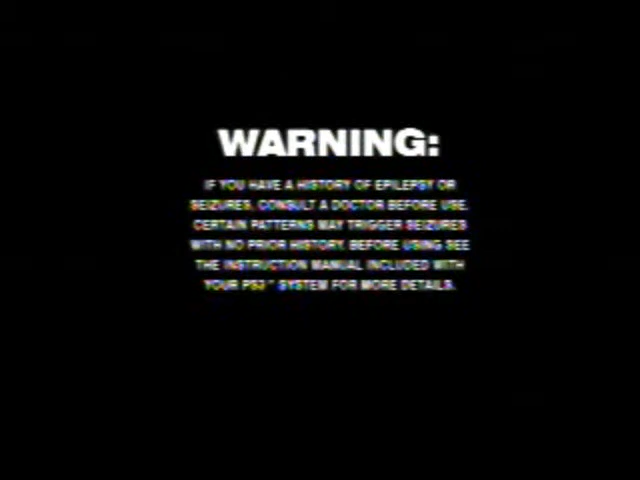 WARNING:
IF YOU HAVE A HISTORY OF EPILEPSY OR
SEIZURES, CONSULT A DOCTOR BEFORE USE.
CERTAIN PATTERNS MAY TRIGGER SEIZURES
WITH NO PRIOR HISTORY. BEFORE USING SEE
THE INSTRUCTION MANUAL INCLUDED WITH
YOUR SYSTEM FOR MORE DETAILS.